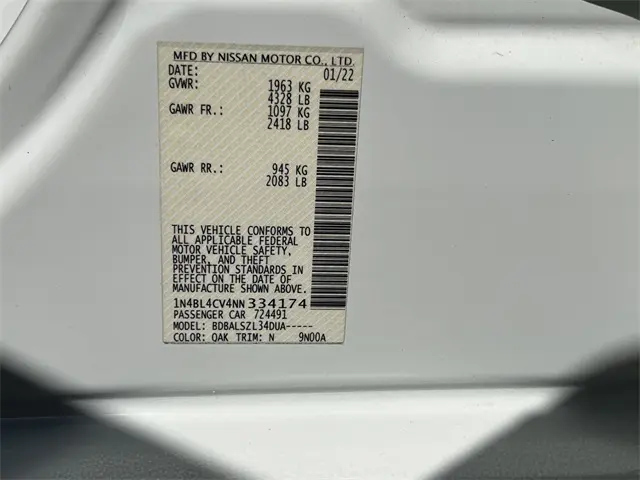 MFD BY NISSAN MOTOR CO., LTD.
DATE: 01/22
GVWR: 1963 KG
4328 LB
GAWR FR.: 1097 KG
2418 LB
GAWR RR.: 945 KG
2083 LB
THIS VEHICLE CONFORMS TO
ALL APPLICABLE FEDERAL
MOTOR VEHICLE SAFETY,
BUMPER, AND THEFT
PREVENTION STANDARDS IN
EFFECT ON THE DATE OF
MANUFACTURE SHOWN ABOVE.
1N4BL4CV4NN334174
PASSENGER CAR 724491
MODEL: BDBALSZL34DUA-----
COLOR: QAK TRIM: N 9N00A